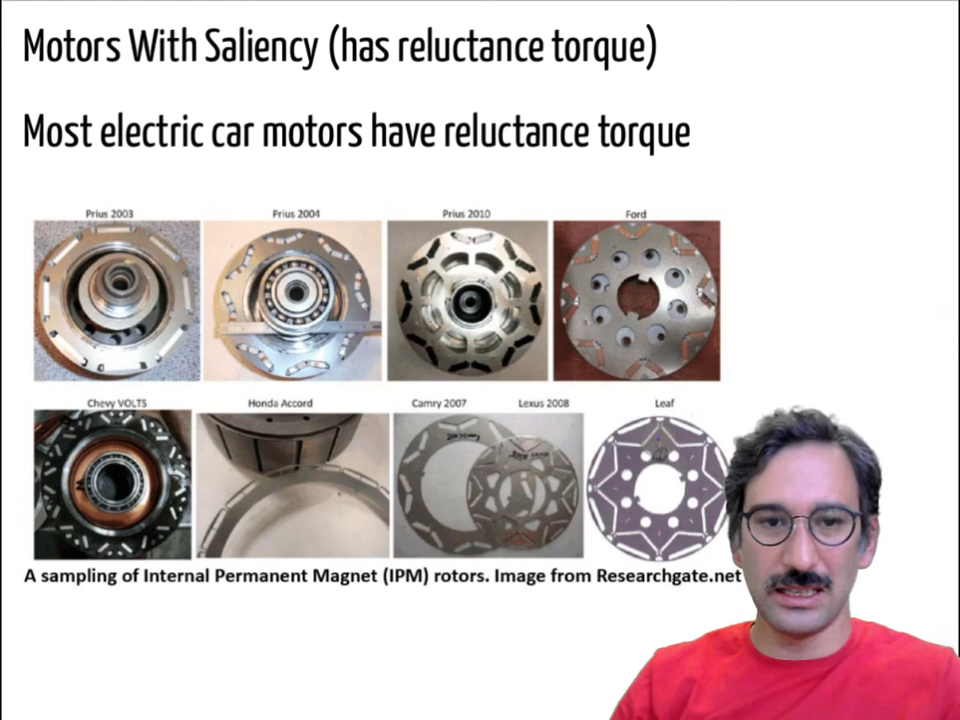 Motors With Saliency (has reluctance torque)
Most electric car motors have reluctance torque
Prius 2003 Prius 2004 Prius 2010 Ford
Chevy VOLTS Honda Accord Camry 2007 Lexus 2008 Leaf
A sampling of Internal Permanent Magnet (IPM) rotors. Image from Researchgate.net